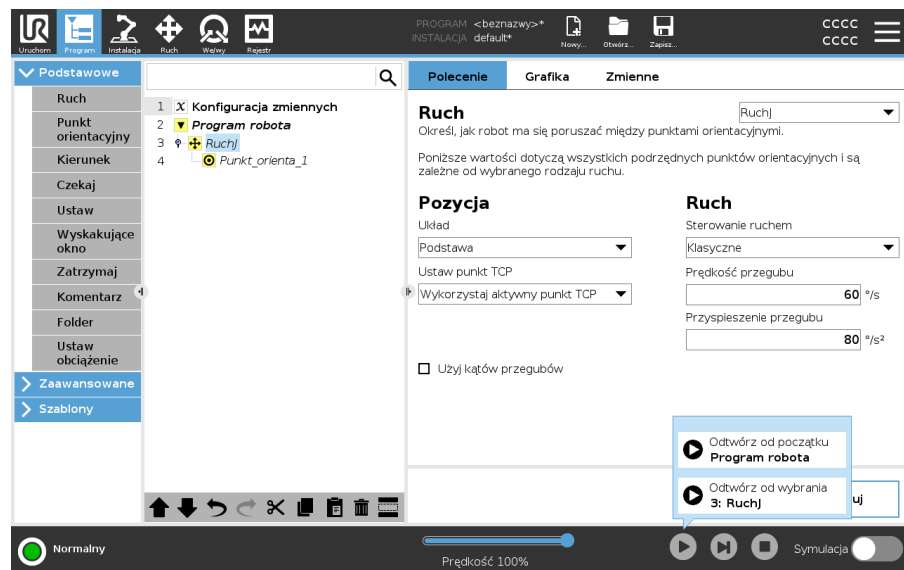 PROGRAM <beznazwy>*
INSTALACJA default*
CCCC
CCCC
UR
Uruchom
Program
Instalacja
Ruch
We/wy
Rejestr
Nowy...
Otwórz...
Zapisz...
Podstawowe
Ruch
Punkt
orientacyjny
Kierunek
Czekaj
Ustaw
Wyskakujące
okno
Zatrzymaj
Komentarz
Folder
Ustaw
obciążenie
Zaawansowane
Szablony
1 X Konfiguracja zmiennych
2 Program robota
3 RuchJ
4 Punkt_orienta_1
Polecenie Grafika Zmienne
Ruch
RuchJ
Określ, jak robot ma się poruszać między punktami orientacyjnymi.
Poniższe wartości dotyczą wszystkich podrzędnych punktów orientacyjnych i są
zależne od wybranego rodzaju ruchu.
Pozycja
Układ
Podstawa
Ustaw punkt TCP
Wykorzystaj aktywny punkt TCP
Użyj kątów przegubów
Ruch
Sterowanie ruchem
Klasyczne
Prędkość przegubu
60 °/s
Przyspieszenie przegubu
80 °/s²
Odtwórz od początku
Program robota
Odtwórz od wybrania
3: RuchJ
uj
Normalny
Prędkość 100%
Symulacja